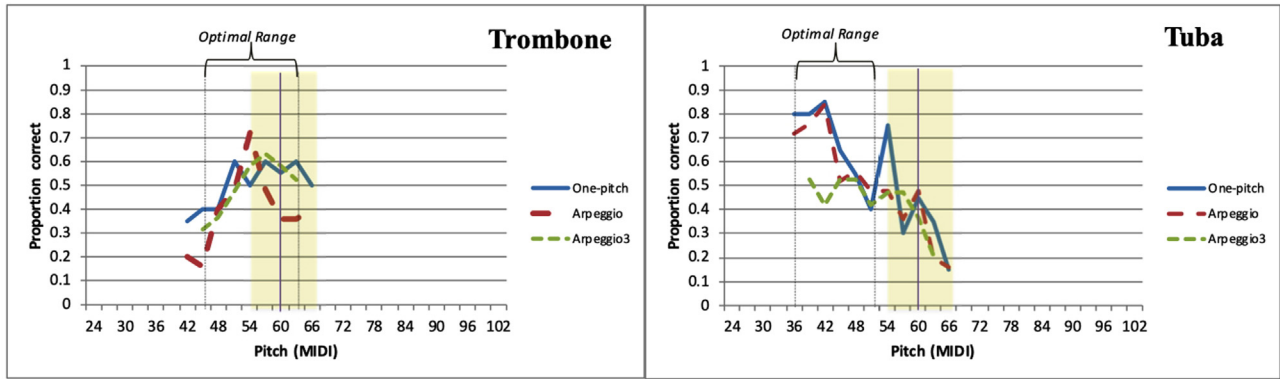 Optimal Range
Trombone
1
0.9
0.8
0.7
0.6
0.5
0.4
0.3
0.2
0.1
0
Proportion correct
24 30 36 42 48 54 60 66 72 78 84 90 96 102
Pitch (MIDI)
One-pitch
Arpeggio
Arpeggio3
Optimal Range
Tuba
1
0.9
0.8
0.7
0.6
0.5
0.4
0.3
0.2
0.1
0
Proportion correct
24 30 36 42 48 54 60 66 72 78 84 90 96 102
Pitch (MIDI)
One-pitch
Arpeggio
Arpeggio3